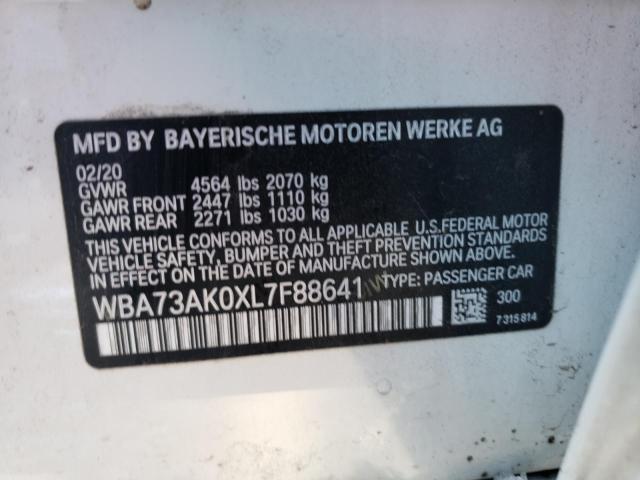 MFD BY BAYERISCHE MOTOREN WERKE AG
02/20
GVWR 4564 lbs 2070 kg
GAWR FRONT 2447 lbs 1110 kg
GAWR REAR 2271 lbs 1030 kg
THIS VEHICLE CONFORMS TO ALL APPLICABLE U.S.FEDERAL MOTOR
VEHICLE SAFETY, BUMPER AND THEFT PREVENTION STANDARDS
IN EFFECT ON THE DATE OF MANUFACTURE SHOWN ABOVE.
WBA73AK0XL7F88641 TYPE: PASSENGER CAR
300
7 315 814